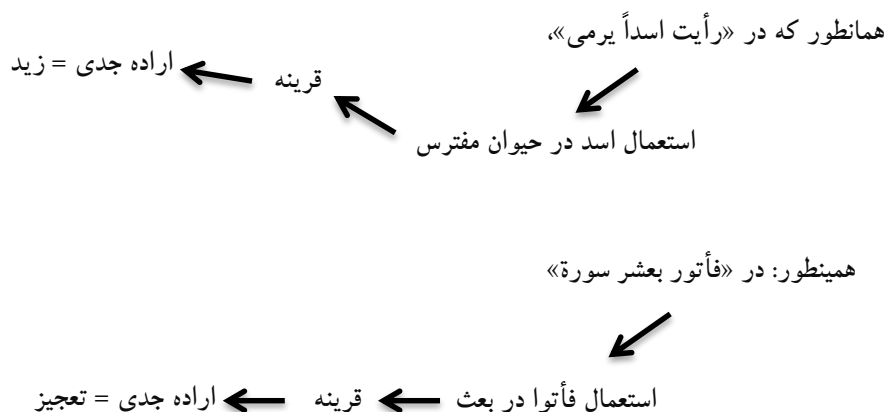 همانطور که در «رأیت اسداً یرمی»،
استعمال اسد در حیوان مفترس
قرینه
اراده جدی = زید
همینطور: در «فأتور بعشر سورة»
استعمال فأتوا در بعث
قرینه
اراده جدی = تعجیز